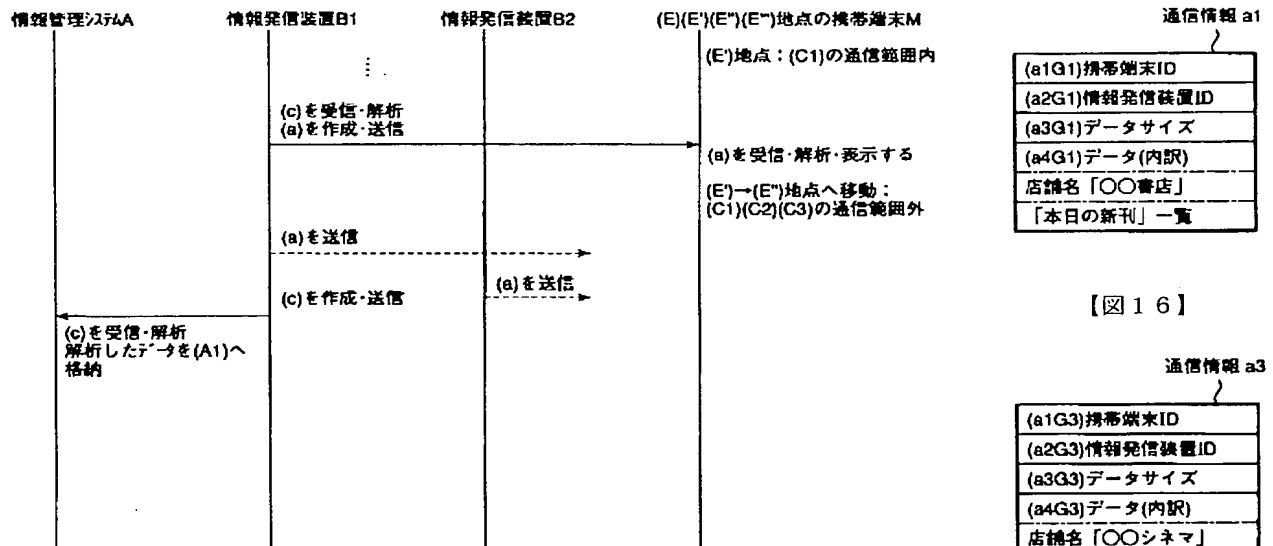 情報管理システムA
情報発信装置B1
情報発信装置B2
(E)(E')(E'')(E''')地点の携帯端末M
(E')地点：(C1)の通信範囲内
(c)を受信・解析
(a)を作成・送信
(a)を受信・解析・表示する
(E')→(E'')地点へ移動：
(C1)(C2)(C3)の通信範囲外
(a)を送信
(a)を送信
(c)を作成・送信
(c)を受信・解析
解析したデータを(A1)へ
格納
通信情報 a1
(a1G1)携帯端末ID
(a2G1)情報発信装置ID
(a3G1)データサイズ
(a4G1)データ(内訳)
店舗名「〇〇書店」
「本日の新刊」一覧
【図１６】
通信情報 a3
(a1G3)携帯端末ID
(a2G3)情報発信装置ID
(a3G3)データサイズ
(a4G3)データ(内訳)
店舗名「〇〇シネマ」